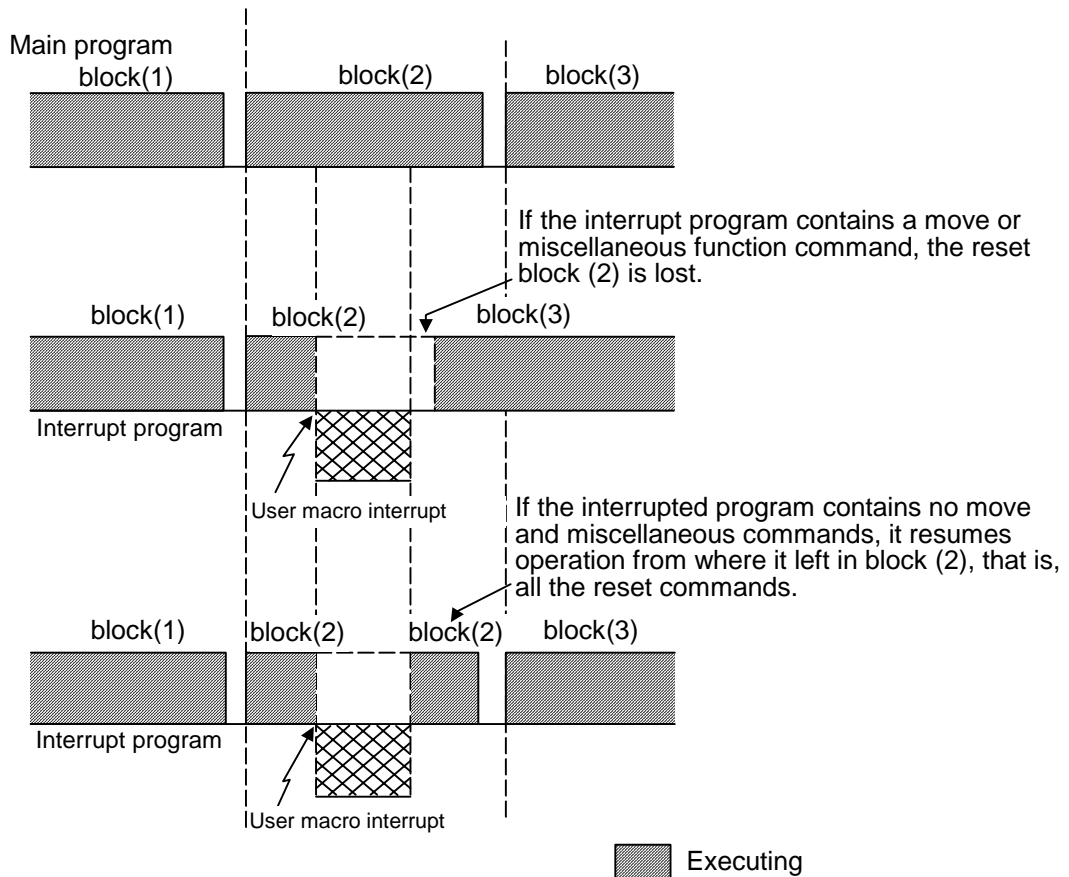 Main program
block(1)
block(2)
block(3)
If the interrupt program contains a move or
miscellaneous function command, the reset
block (2) is lost.
block(1)
block(2)
block(3)
Interrupt program
User macro interrupt
If the interrupted program contains no move
and miscellaneous commands, it resumes
operation from where it left in block (2), that is,
all the reset commands.
block(1)
block(2)
block(2)
block(3)
Interrupt program
User macro interrupt
Executing